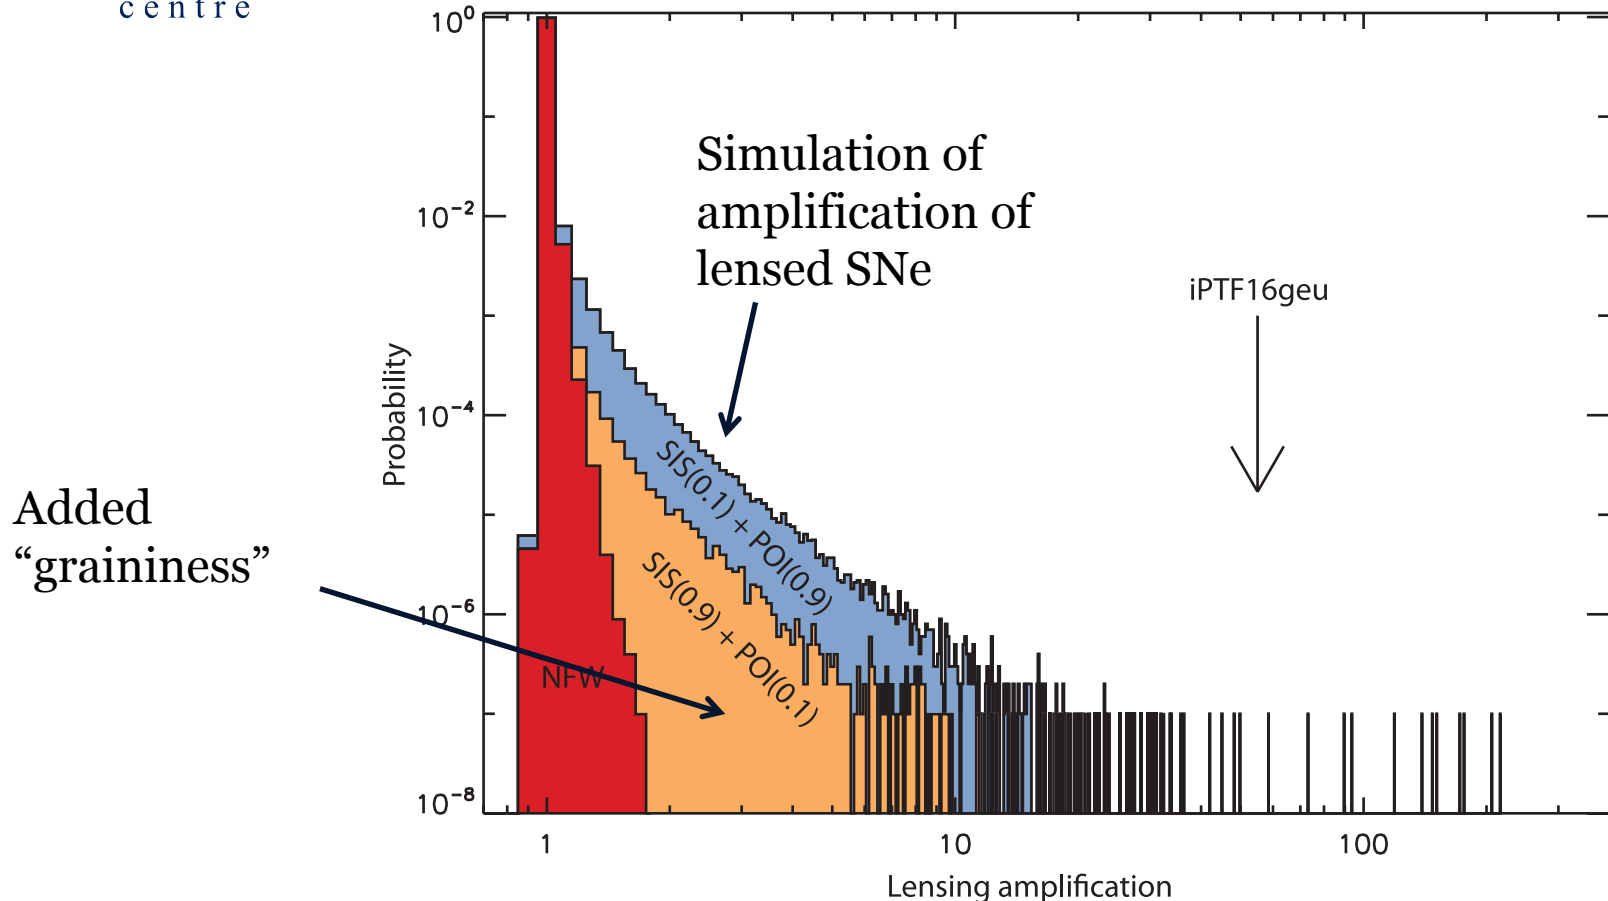 centre
10⁰
10⁻²
10⁻⁴
10⁻⁶
10⁻⁸
Probability
Simulation of
amplification of
lensed SNe
iPTF16geu
Added
“graininess”
SIS(0.1) + POI(0.9)
SIS(0.9) + POI(0.1)
NFW
1
10
100
Lensing amplification